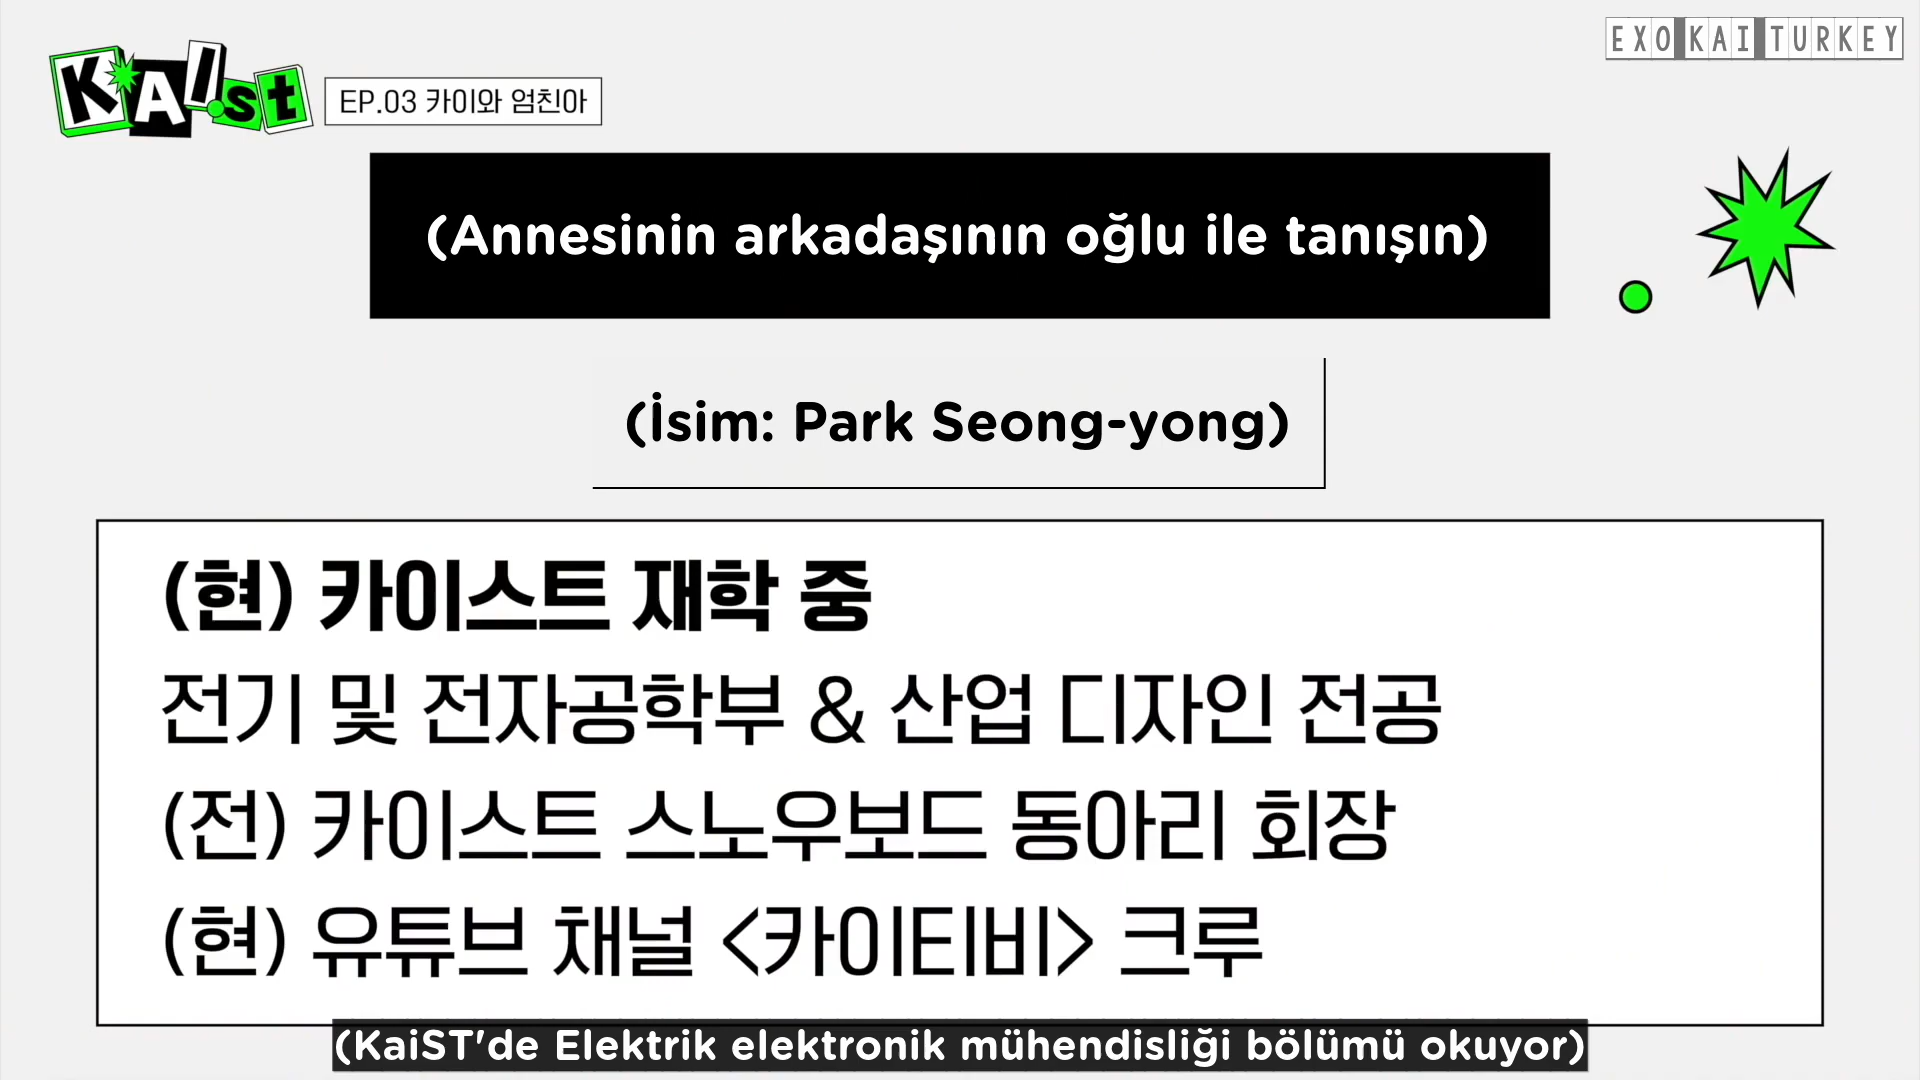 EXO KAI TURKEY
KAI.st
EP.03 카이와 엄친아
(Annesinin arkadaşının oğlu ile tanışın)
(İsim: Park Seong-yong)
(현) 카이스트 재학 중
전기 및 전자공학부 & 산업 디자인 전공
(전) 카이스트 스노우보드 동아리 회장
(현) 유튜브 채널 <카이티비> 크루
(KaiST'de Elektrik elektronik mühendisliği bölümü okuyor)